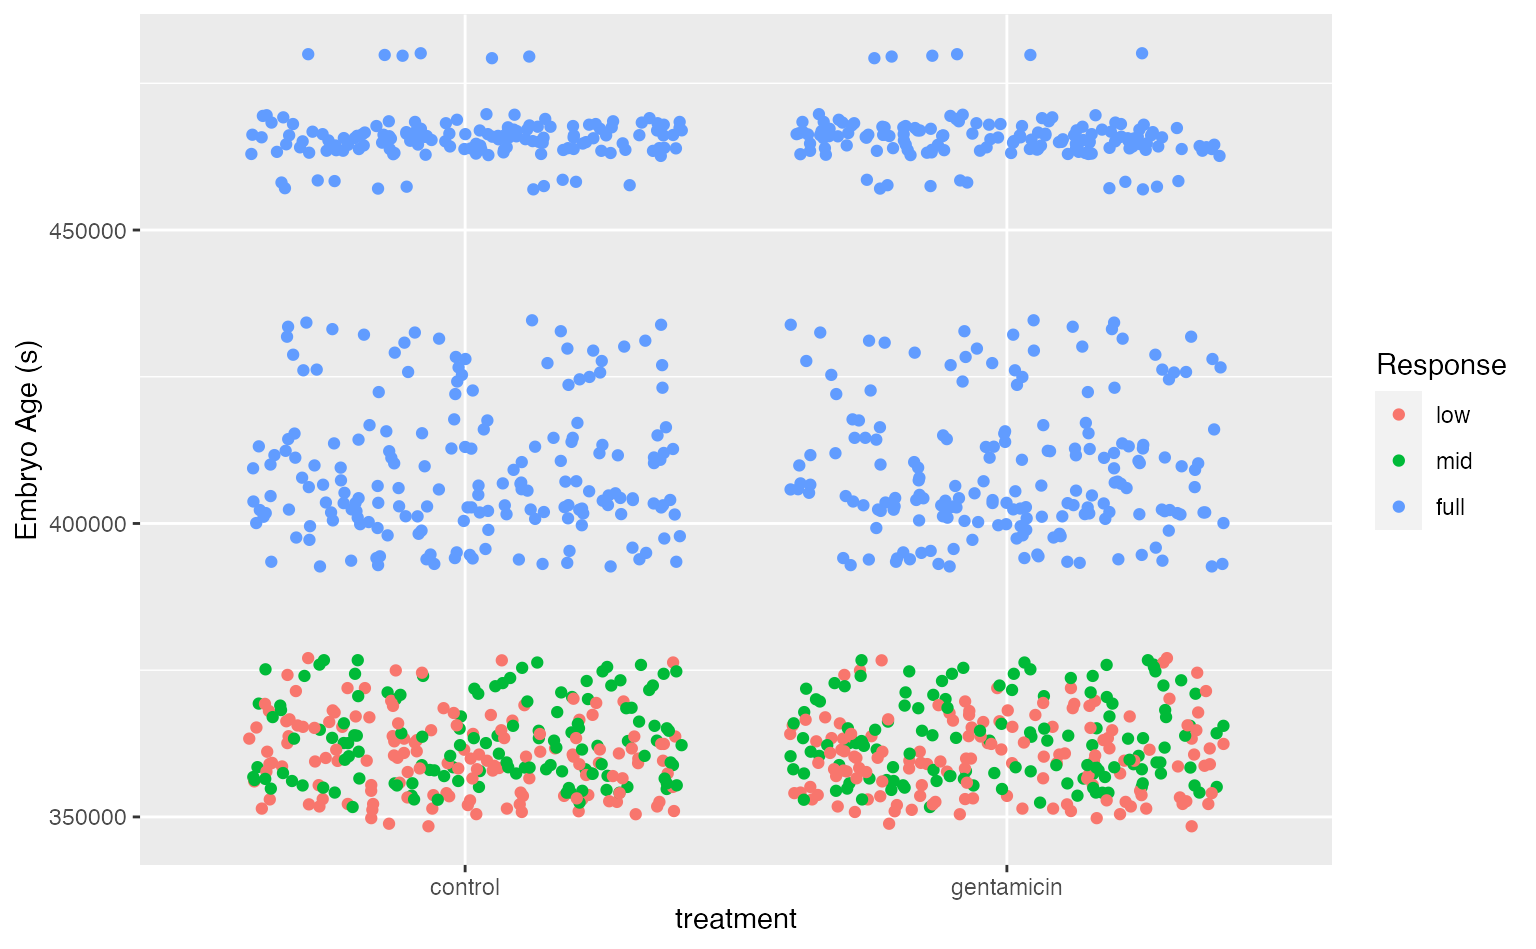 Embryo Age (s)
450000
400000
350000
control
gentamicin
treatment
Response
low
mid
full